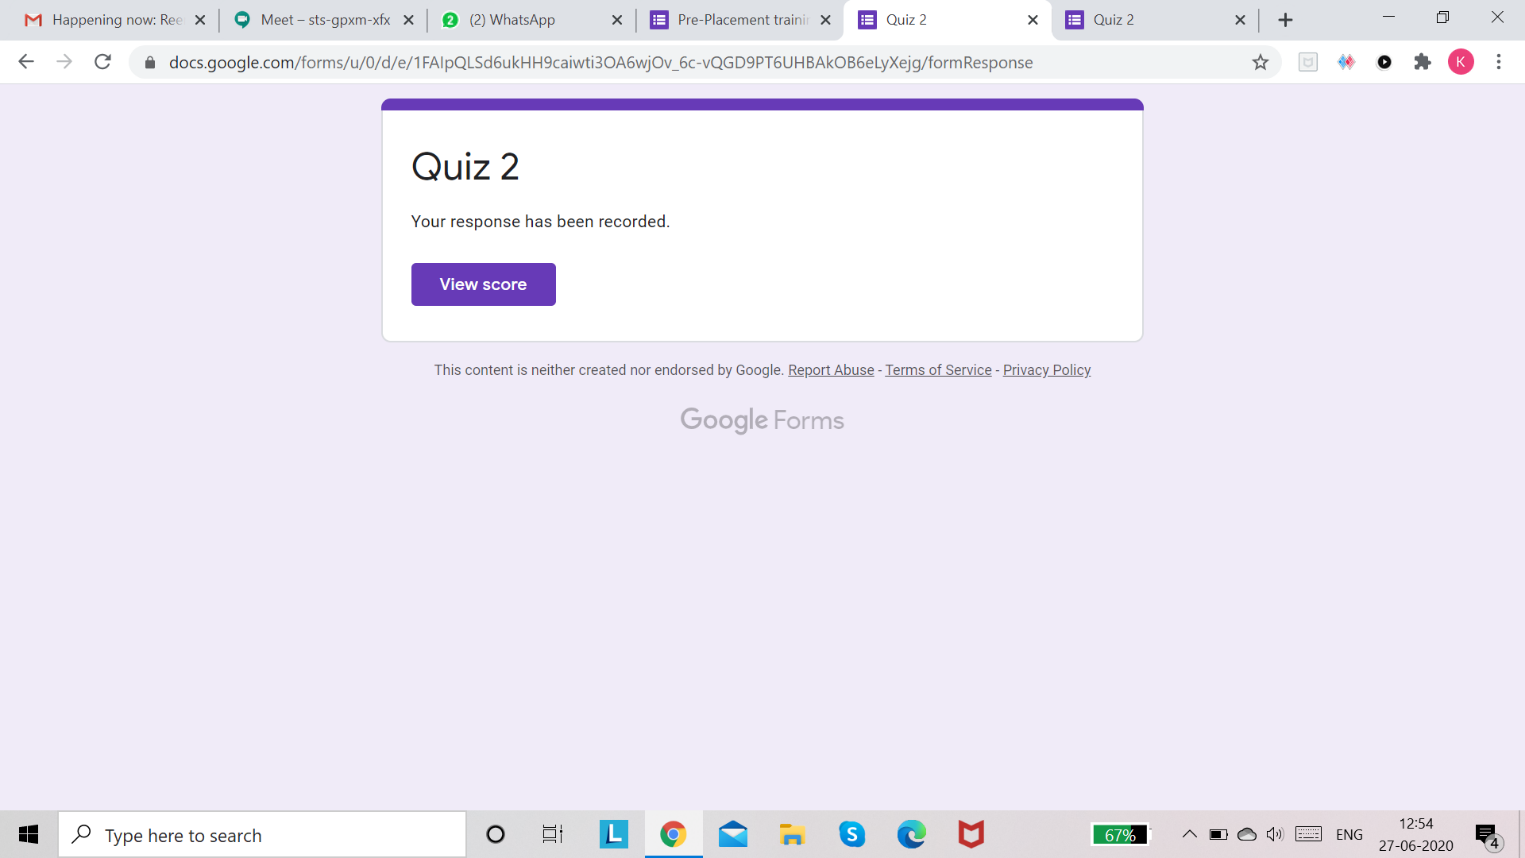 Happening now: Ree
Meet – sts-gpxm-xfx
2
(2) WhatsApp
Pre-Placement trainin
Quiz 2
Quiz 2
docs.google.com/forms/u/0/d/e/1FAIpQLSd6ukHH9caiwti3OA6wjOv_6c-vQGD9PT6UHBAkOB6eLyXejg/formResponse
K
Quiz 2
Your response has been recorded.
View score
This content is neither created nor endorsed by Google. Report Abuse - Terms of Service - Privacy Policy
Google Forms
Type here to search
L
S
67%
ENG
12:54
27-06-2020
4